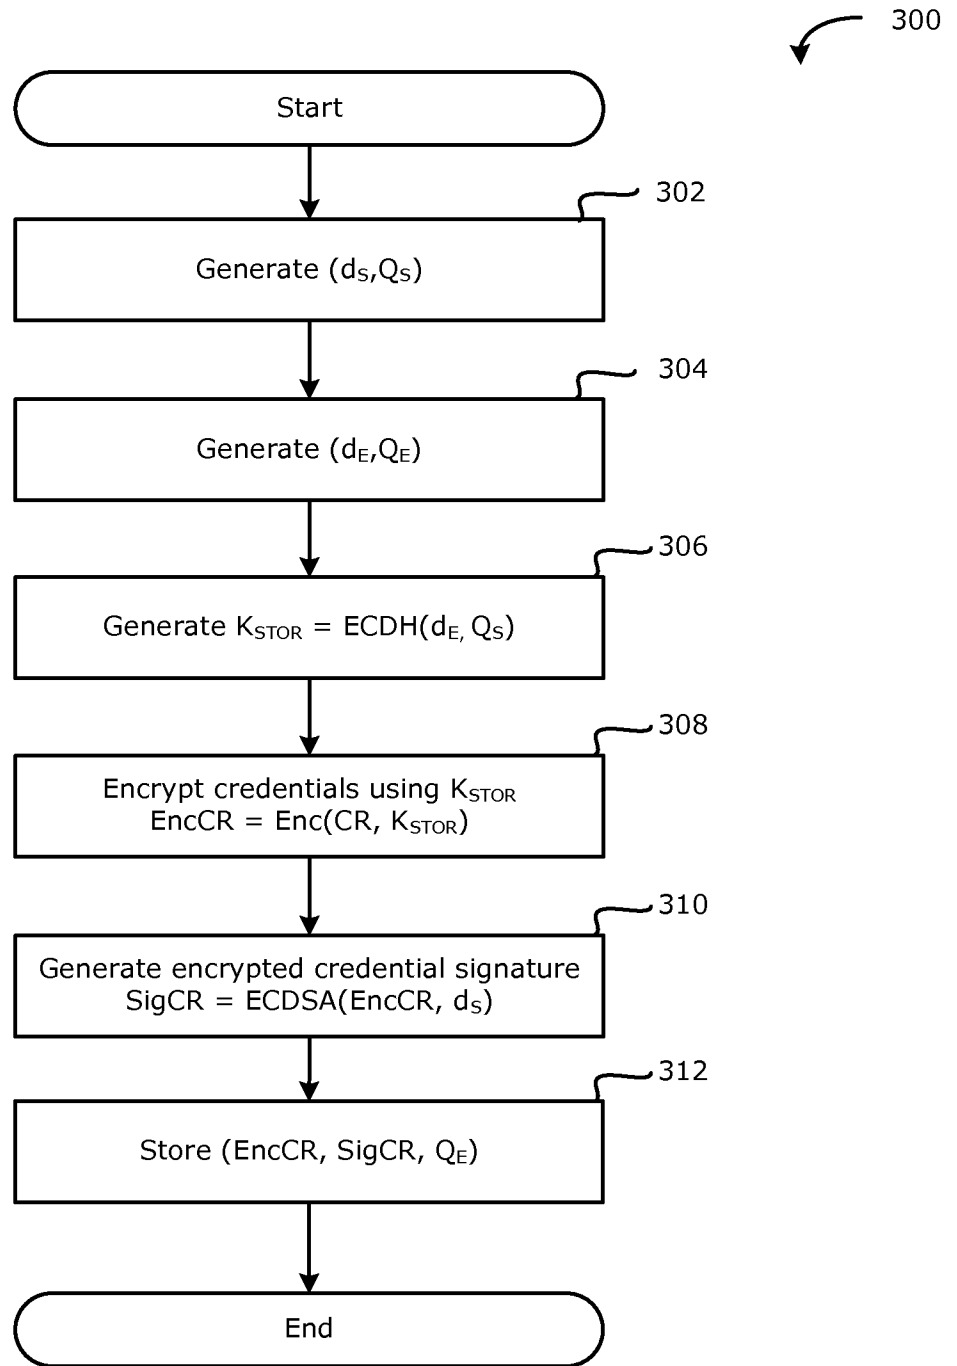 300
Start
302
Generate (dS,QS)
304
Generate (dE,QE)
306
Generate KSTOR = ECDH(dE, QS)
308
Encrypt credentials using KSTOR
EncCR = Enc(CR, KSTOR)
310
Generate encrypted credential signature
SigCR = ECDSA(EncCR, dS)
312
Store (EncCR, SigCR, QE)
End